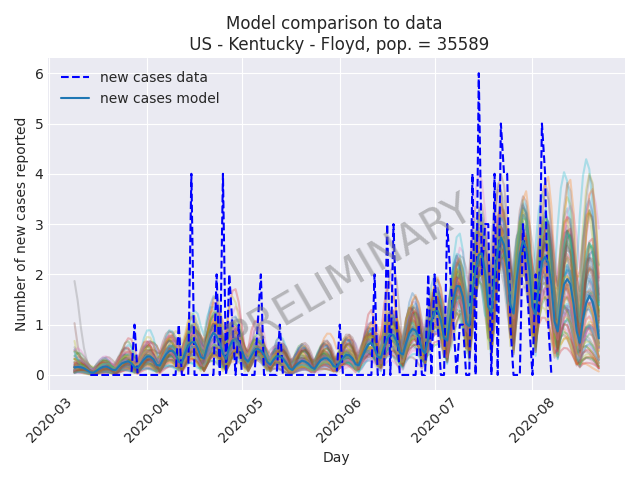 Model comparison to data
US - Kentucky - Floyd, pop. = 35589
new cases data
new cases model
Number of new cases reported
6
5
4
3
2
1
0
PRELIMINARY
2020-03
2020-04
2020-05
2020-06
2020-07
2020-08
Day